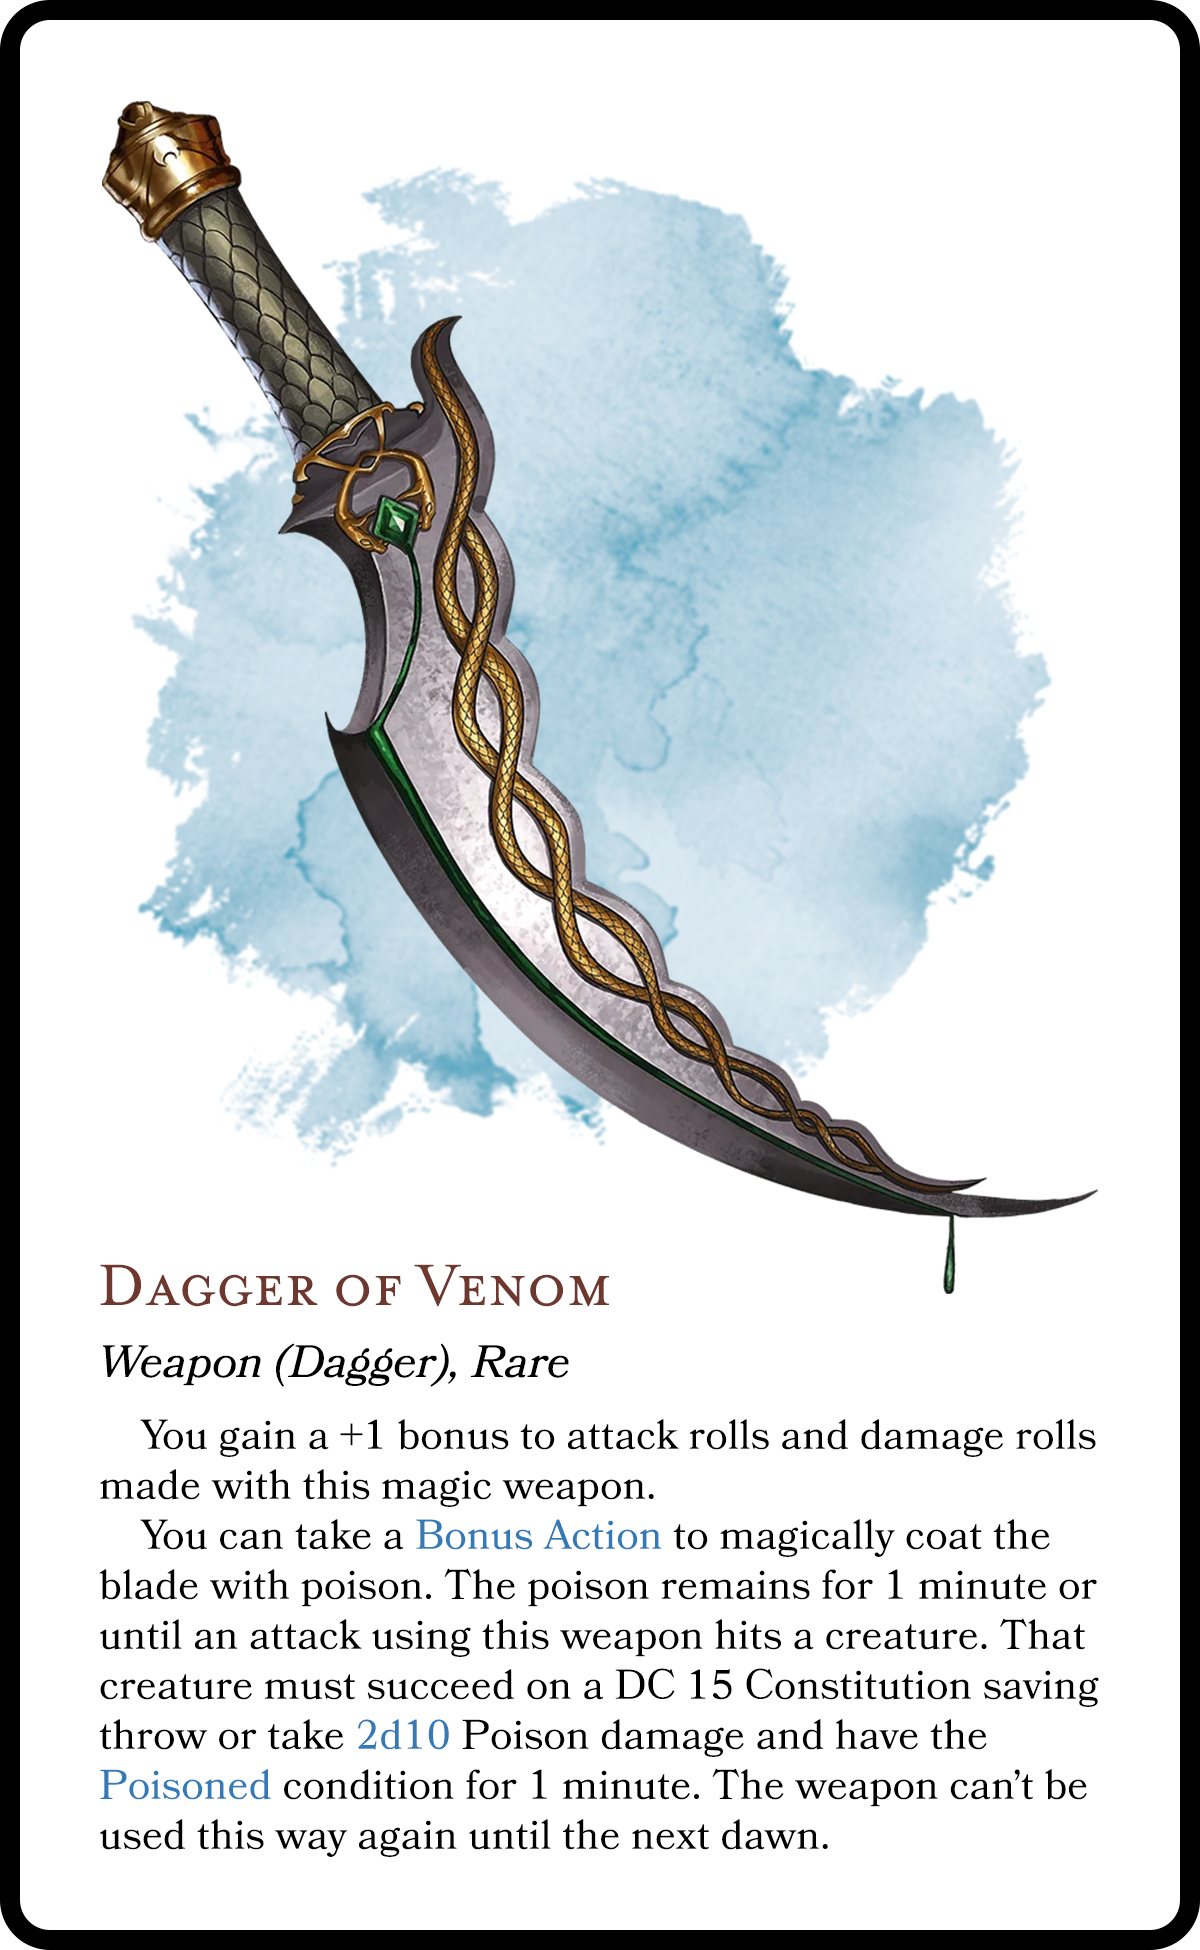 Dagger of Venom
Weapon (Dagger), Rare
You gain a +1 bonus to attack rolls and damage rolls
made with this magic weapon.
You can take a Bonus Action to magically coat the
blade with poison. The poison remains for 1 minute or
until an attack using this weapon hits a creature. That
creature must succeed on a DC 15 Constitution saving
throw or take 2d10 Poison damage and have the
Poisoned condition for 1 minute. The weapon can’t be
used this way again until the next dawn.